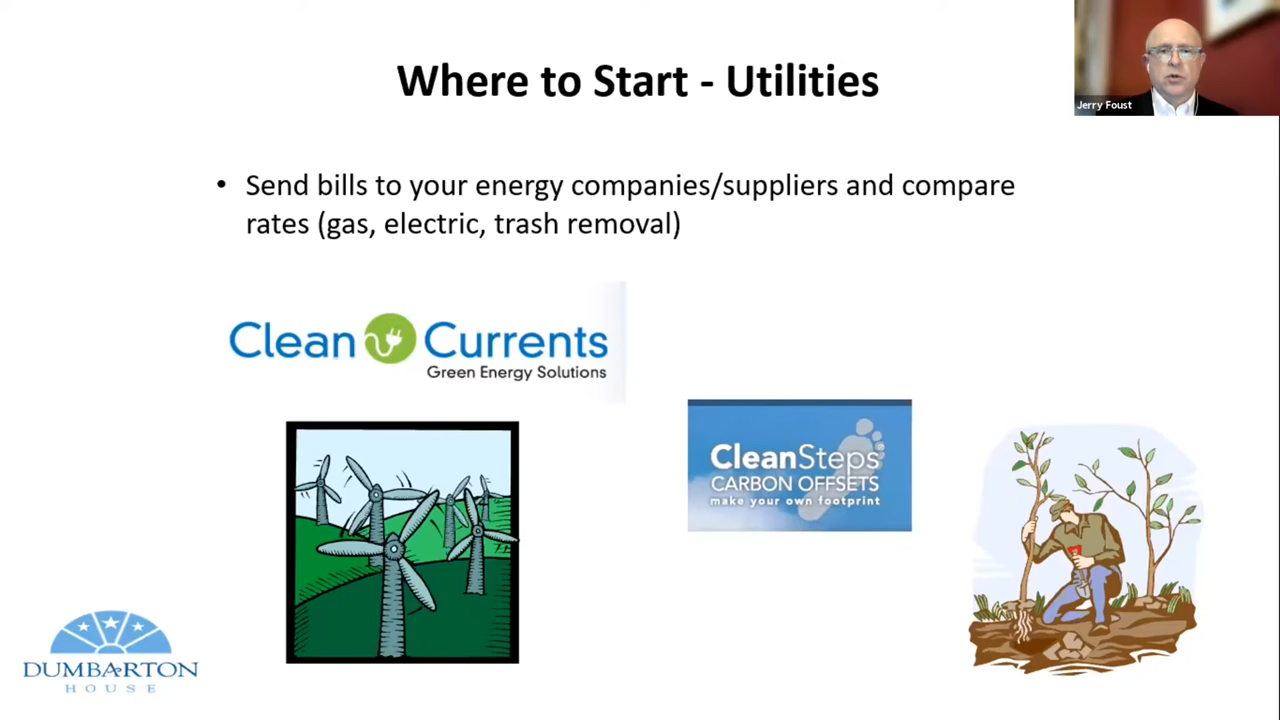 Where to Start - Utilities
Jerry Foust
• Send bills to your energy companies/suppliers and compare
rates (gas, electric, trash removal)
Clean Currents
Green Energy Solutions
CleanSteps
CARBON OFFSETS
make your own footprint
DUMBARTON
HOUSE